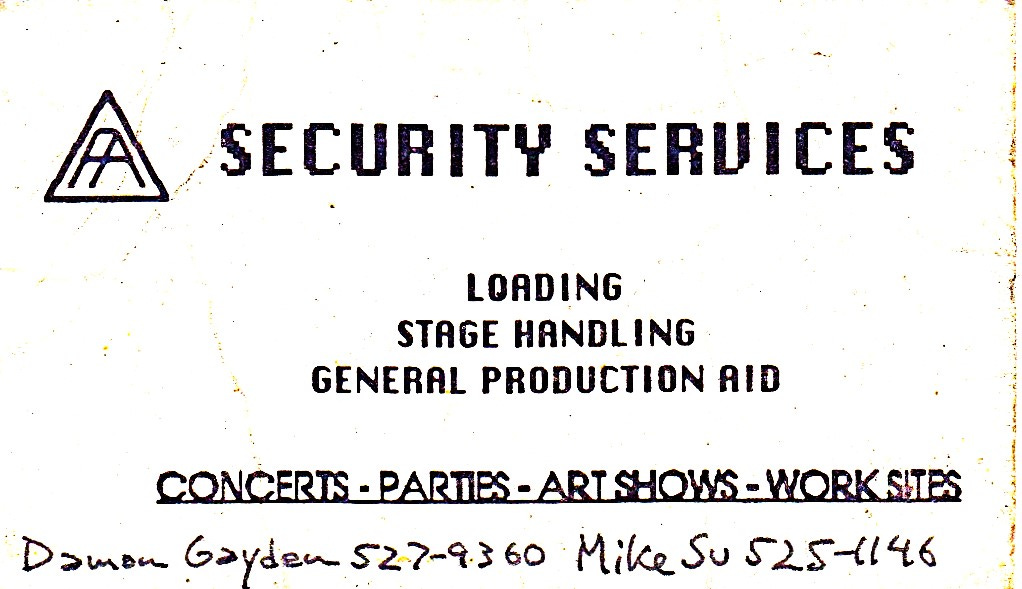 AA SECURITY SERVICES
LOADING
STAGE HANDLING
GENERAL PRODUCTION AID
CONCERTS - PARTIES - ART SHOWS - WORK SITES
Damon Gayden 527-9360 Mike Su 525-1146